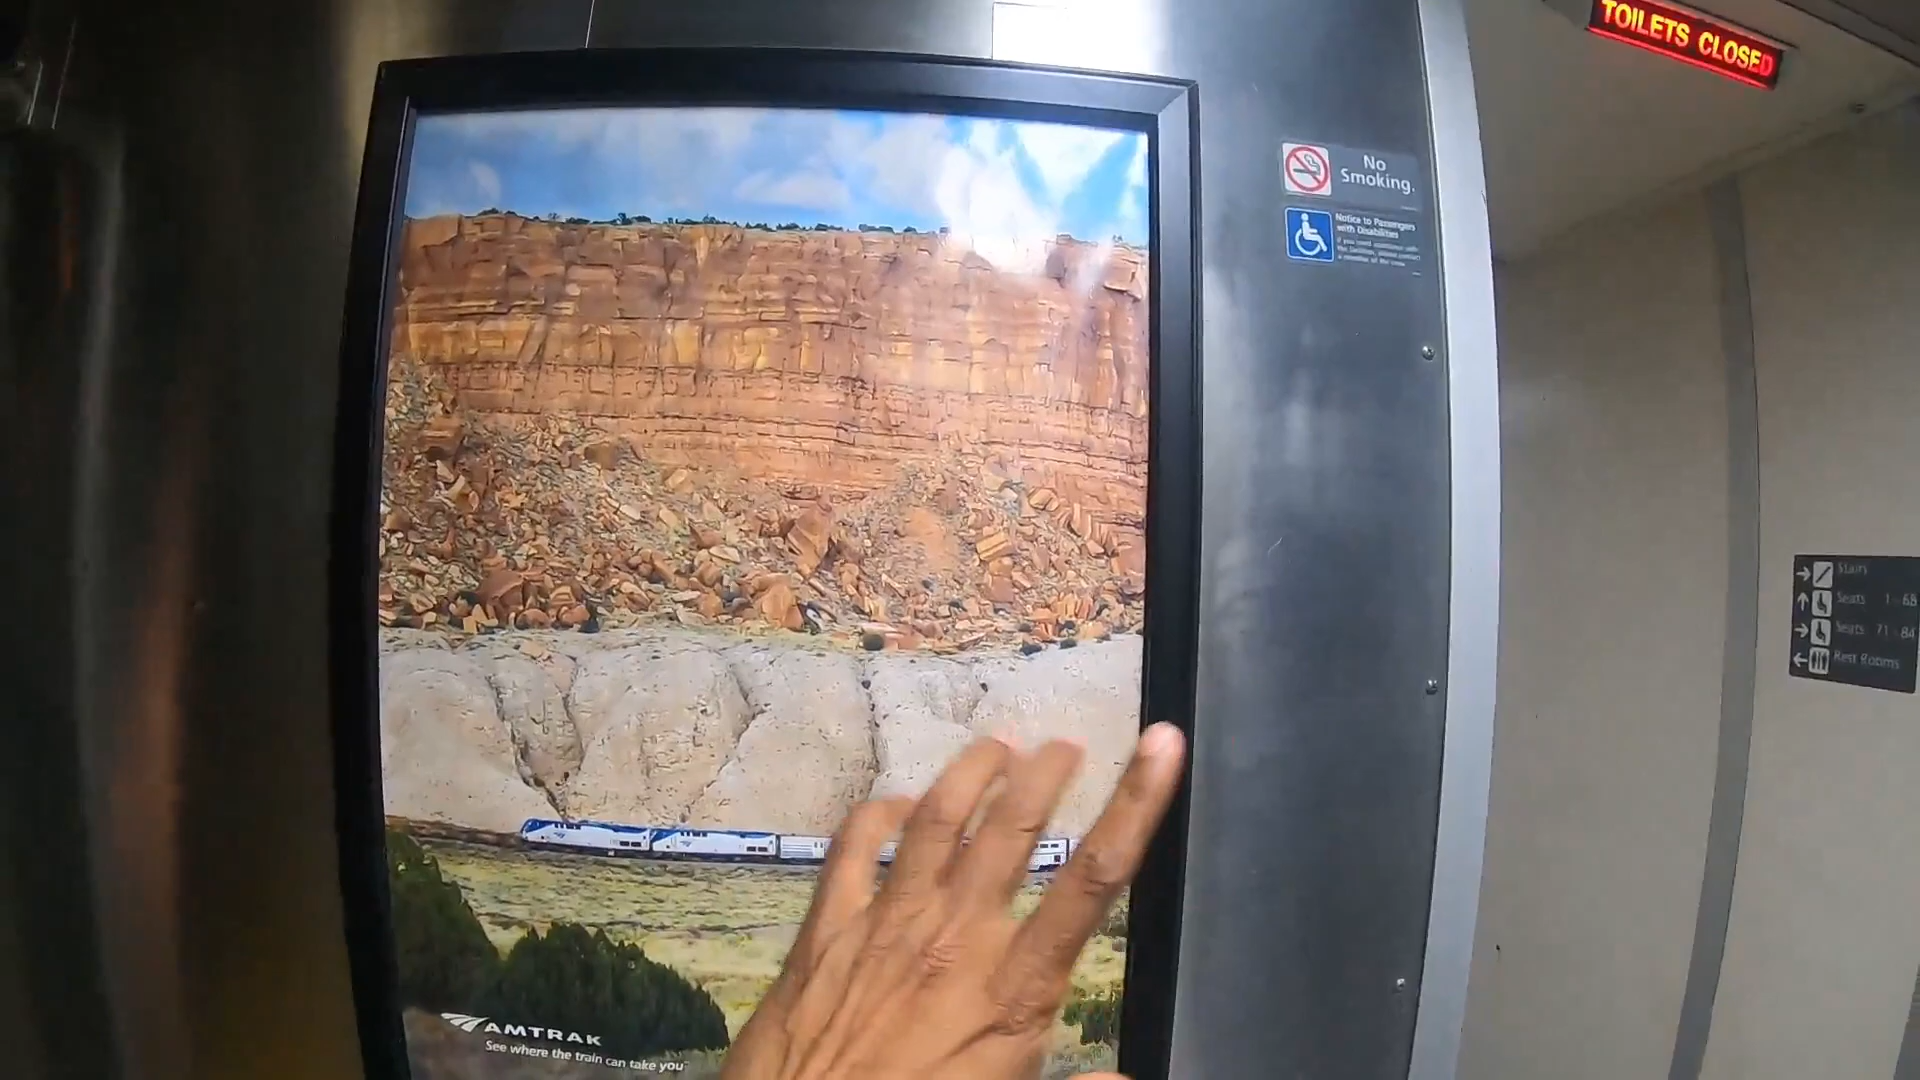 TOILETS CLOSED
No
Smoking.
Notice to Passengers
with Disabilities
Stairs
Seats 1 - 68
Seats 71 - 84
Rest Rooms
AMTRAK
See where the train can take you